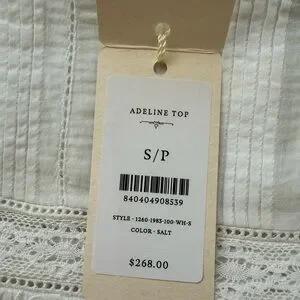 ADELINE TOP
S/P
840404908539
STYLE - 1260-1983-100-WH-S
COLOR - SALT
$268.00